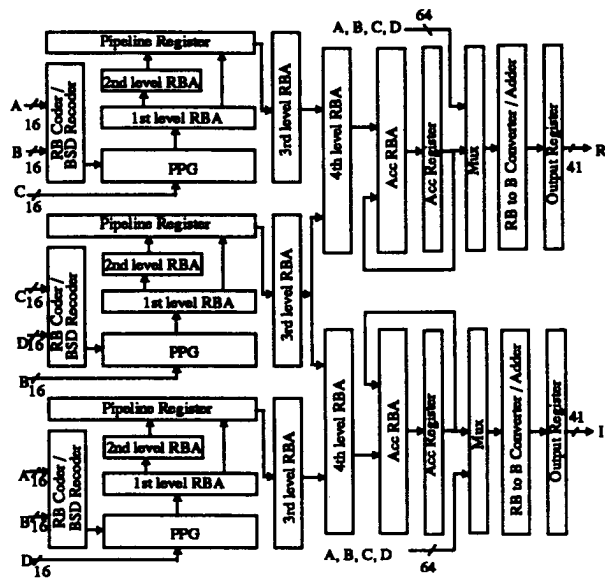 A, B, C, D
64
Pipeline Register
2nd level RBA
1st level RBA
PPG
A
16
B
16
C
16
RB Coder /
BSD Recoder
3rd level RBA
4th level RBA
Acc RBA
Acc Register
Mux
RB to B Converter / Adder
Output Register
R
41
Pipeline Register
2nd level RBA
1st level RBA
PPG
C
16
D
16
B
16
RB Coder /
BSD Recoder
3rd level RBA
Pipeline Register
2nd level RBA
1st level RBA
PPG
A
16
B
16
D
16
RB Coder /
BSD Recoder
3rd level RBA
4th level RBA
Acc RBA
Acc Register
Mux
RB to B Converter / Adder
Output Register
41
I
A, B, C, D
64